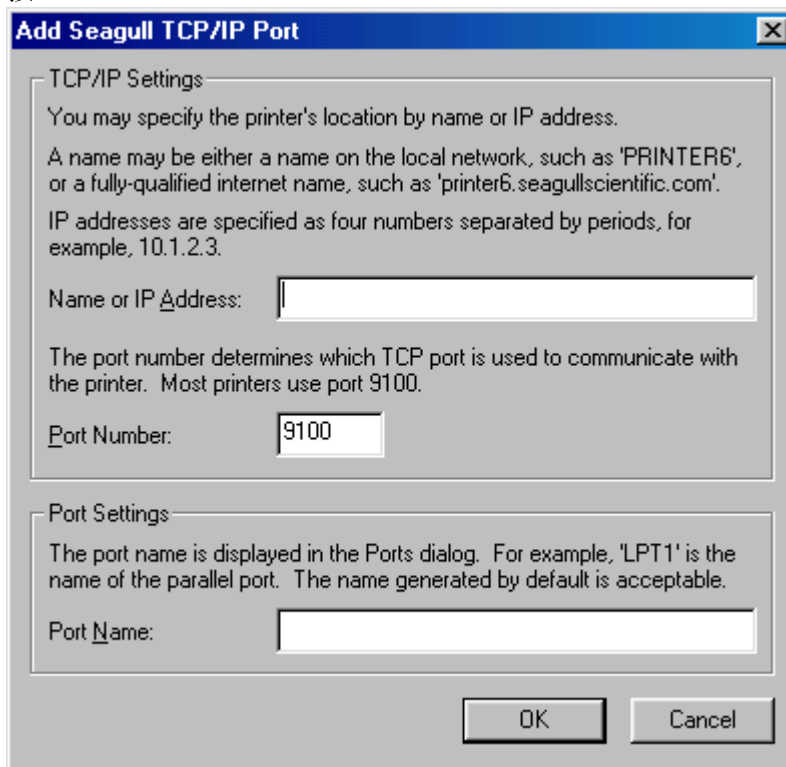 Add Seagull TCP/IP Port
TCP/IP Settings
You may specify the printer's location by name or IP address.
A name may be either a name on the local network, such as 'PRINTER6',
or a fully-qualified internet name, such as 'printer6.seagullscientific.com'.
IP addresses are specified as four numbers separated by periods, for
example, 10.1.2.3.
Name or IP Address:
The port number determines which TCP port is used to communicate with
the printer. Most printers use port 9100.
Port Number: 9100
Port Settings
The port name is displayed in the Ports dialog. For example, 'LPT1' is the
name of the parallel port. The name generated by default is acceptable.
Port Name:
OK Cancel